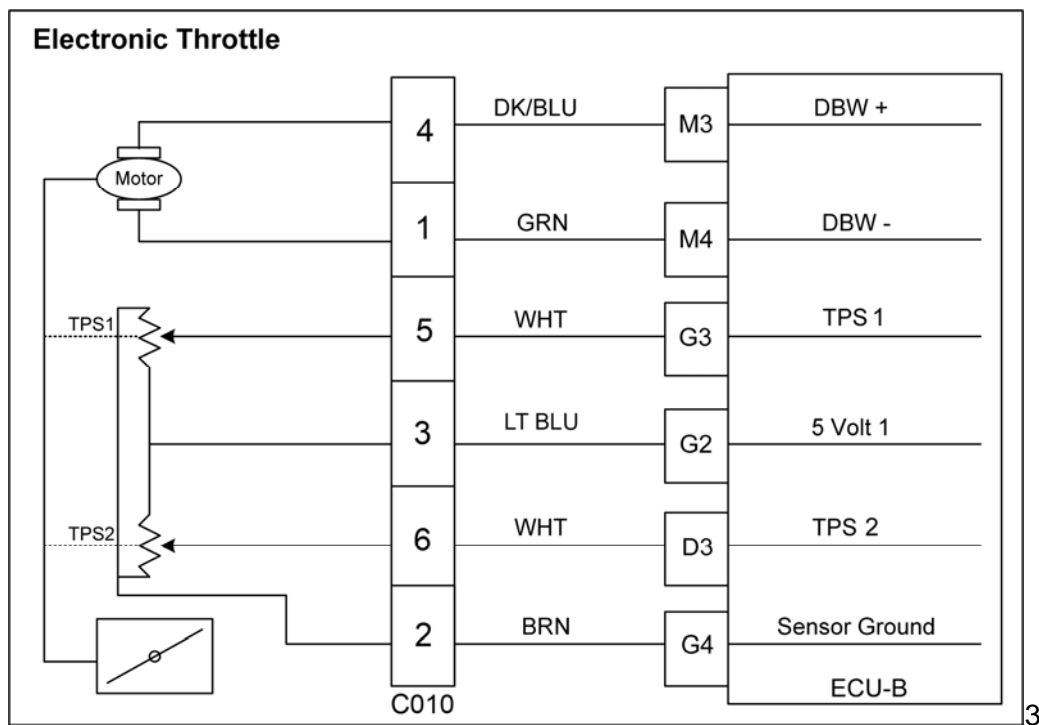 Electronic Throttle
4 DK/BLU M3 DBW +
Motor
1 GRN M4 DBW -
TPS1 5 WHT G3 TPS 1
3 LT BLU G2 5 Volt 1
TPS2 6 WHT D3 TPS 2
2 BRN G4 Sensor Ground
ECU-B
C010
3